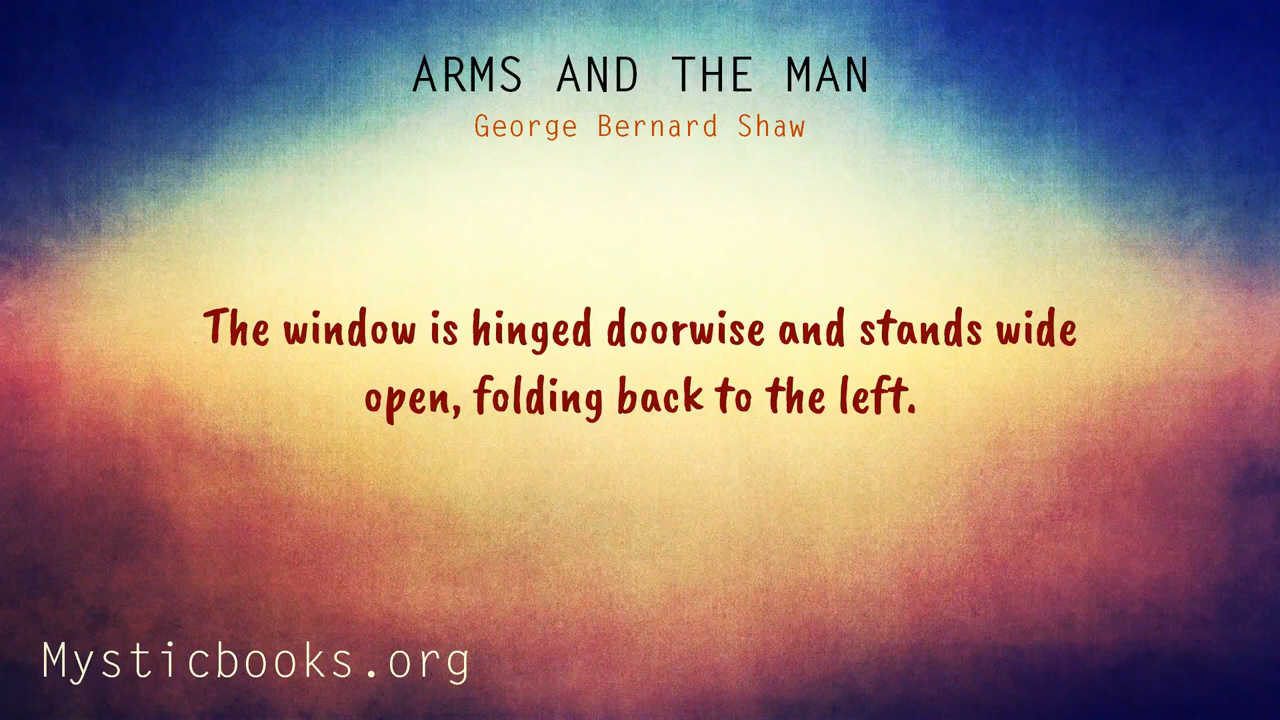 ARMS AND THE MAN
George Bernard Shaw
The window is hinged doorwise and stands wide
open, folding back to the left.
Mysticbooks.org